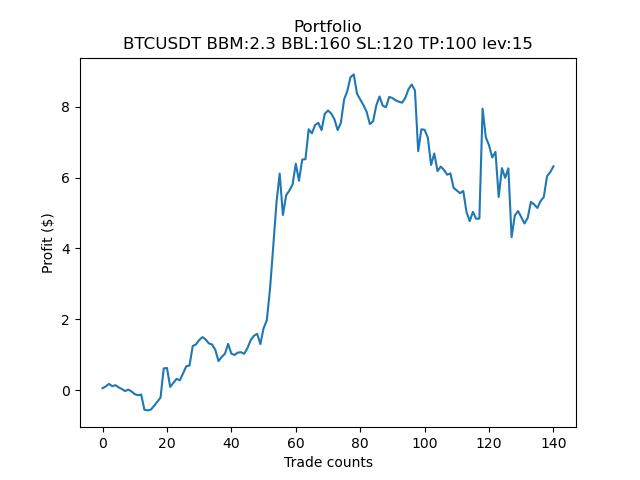 Portfolio
BTCUSDT BBM:2.3 BBL:160 SL:120 TP:100 lev:15
Profit ($)
8
6
4
2
0
0 20 40 60 80 100 120 140
Trade counts